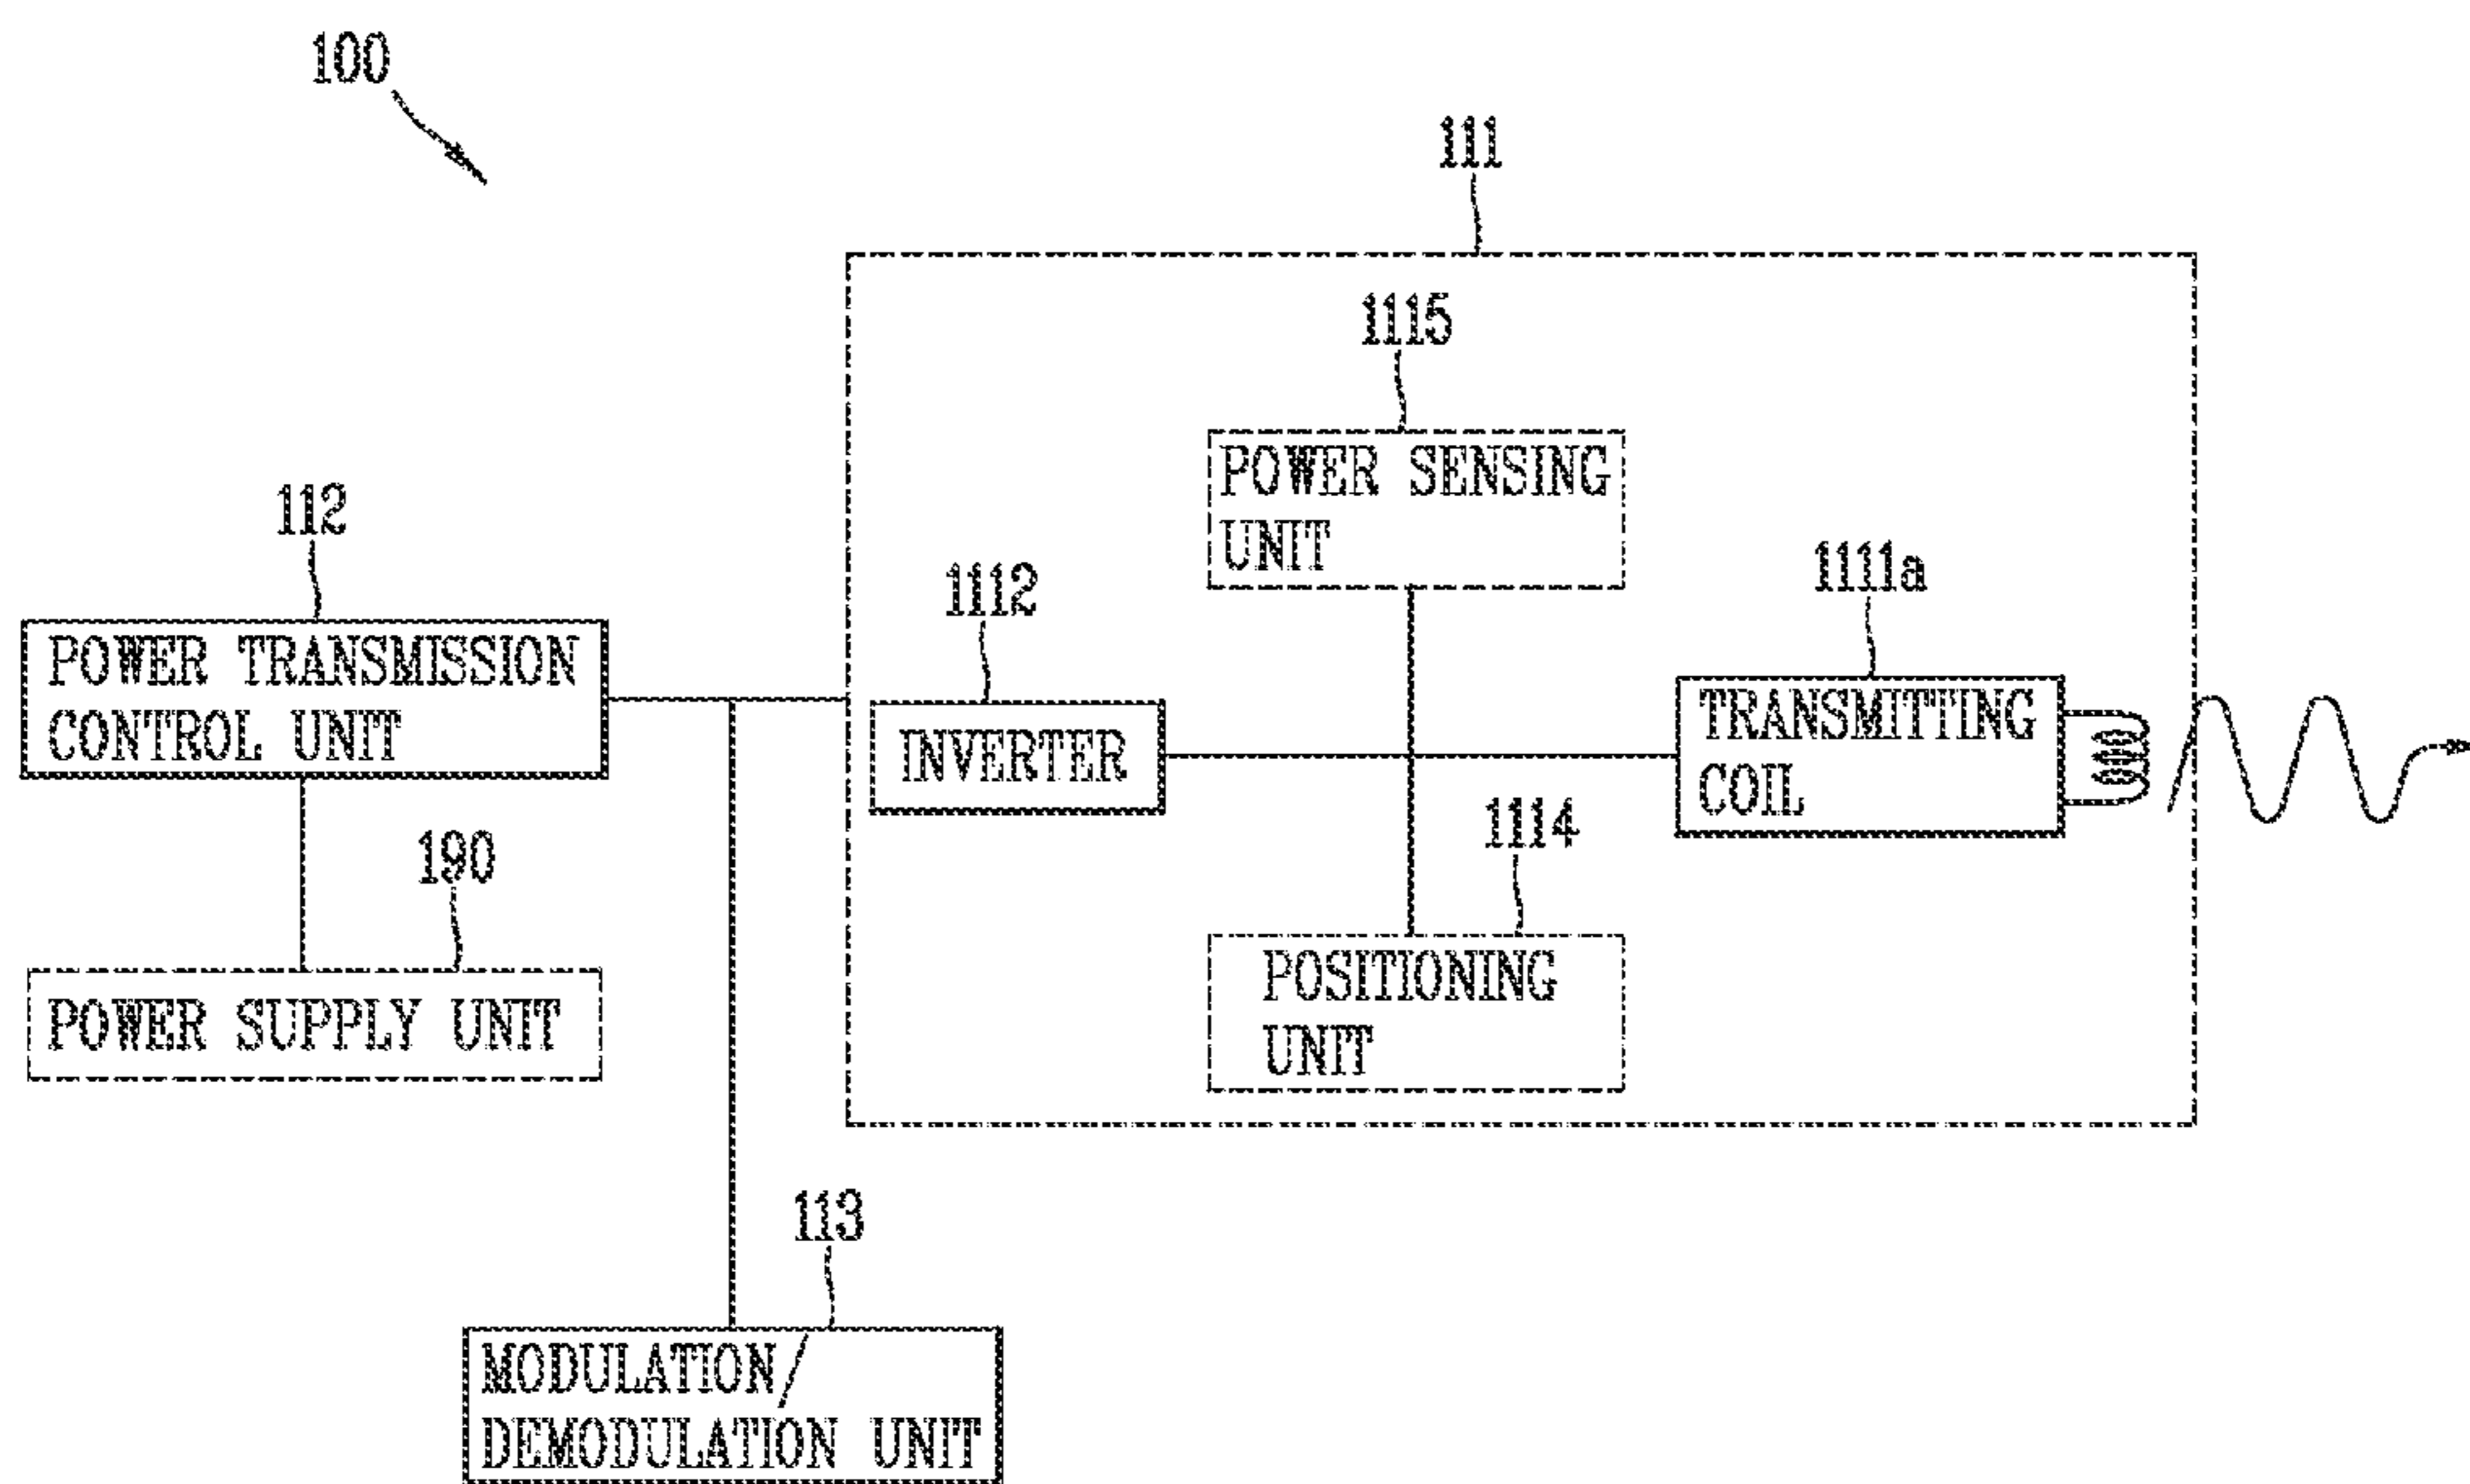 100
111
1115
POWER SENSING
UNIT
112
POWER TRANSMISSION
CONTROL UNIT
1112
INVERTER
1111a
TRANSMITTING
COIL
190
POWER SUPPLY UNIT
1114
POSITIONING
UNIT
113
MODULATION/
DEMODULATION UNIT